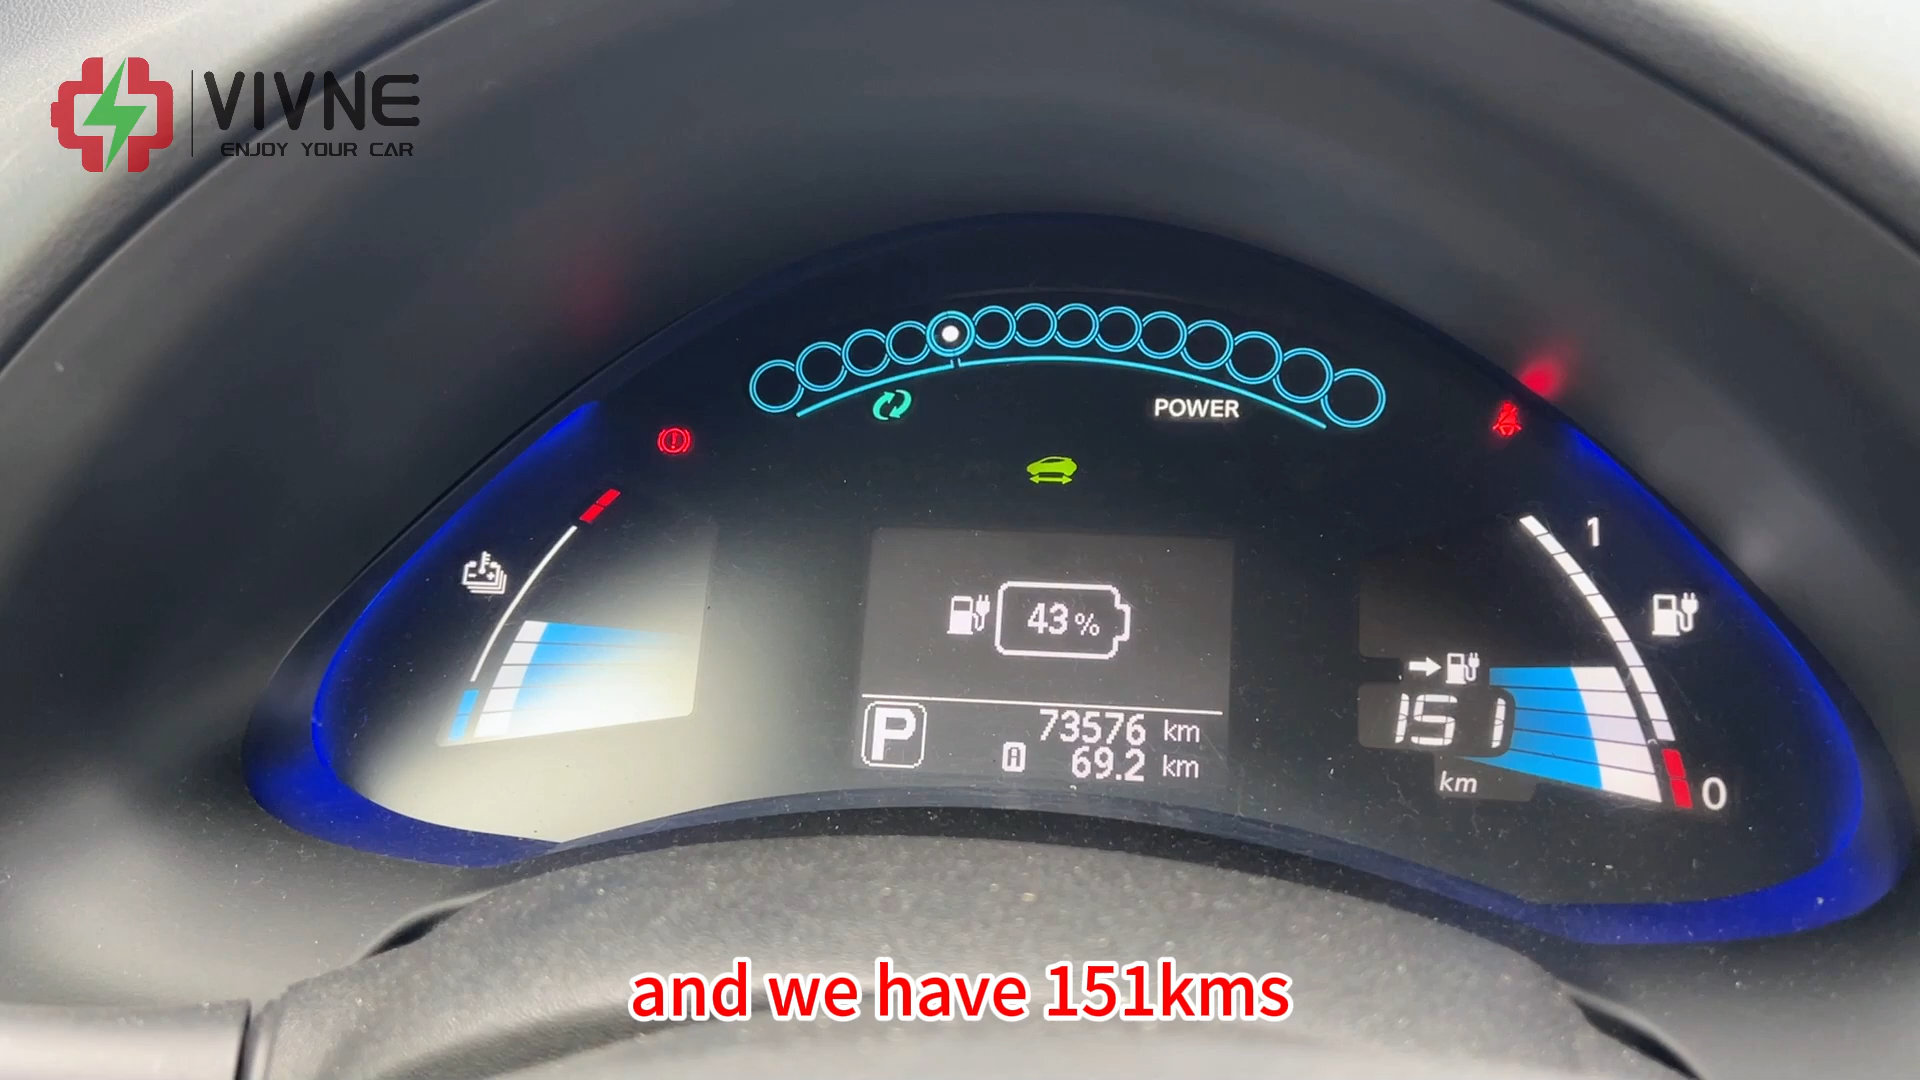 VIVNE
ENJOY YOUR CAR
POWER
1
43 %
151
km
P
73576 km
A 69.2 km
0
and we have 151kms